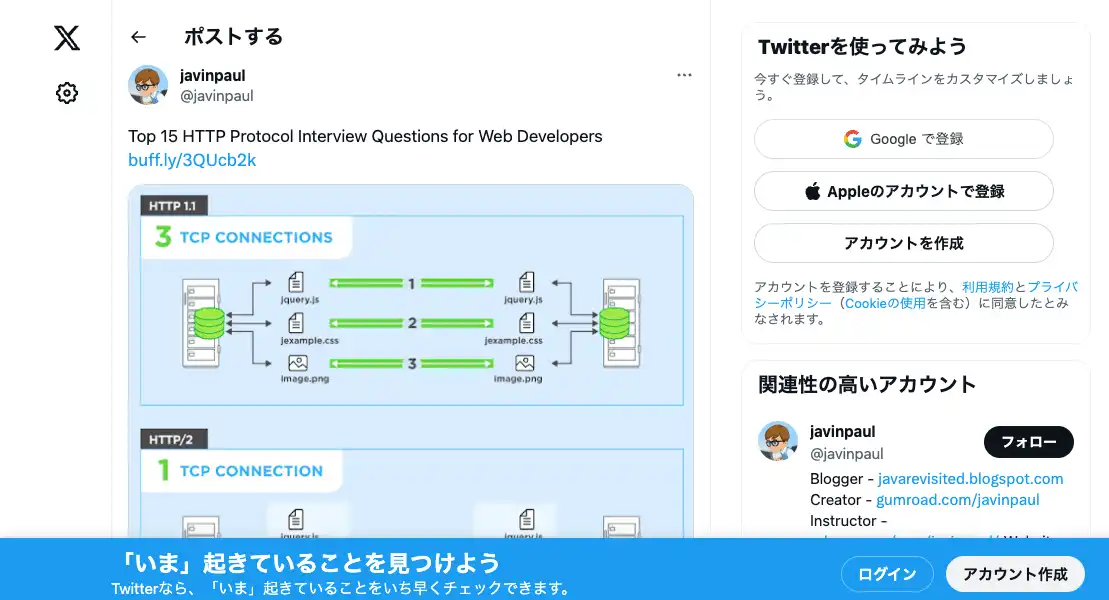 ポストする
javinpaul
@javinpaul
Top 15 HTTP Protocol Interview Questions for Web Developers
buff.ly/3QUcb2k
HTTP 1.1
3 TCP CONNECTIONS
jquery.js
1
jquery.js
jexample.css
2
jexample.css
image.png
3
image.png
HTTP/2
1 TCP CONNECTION
Twitterを使ってみよう
今すぐ登録して、タイムラインをカスタマイズしましょ
う。
Google で登録
Appleのアカウントで登録
アカウントを作成
アカウントを登録することにより、利用規約とプライバ
シーポリシー（Cookieの使用を含む）に同意したとみ
なされます。
関連性の高いアカウント
javinpaul
@javinpaul
フォロー
Blogger - javarevisited.blogspot.com
Creator - gumroad.com/javinpaul
Instructor -
「いま」起きていることを見つけよう
Twitterなら、「いま」起きていることをいち早くチェックできます。
ログイン
アカウント作成